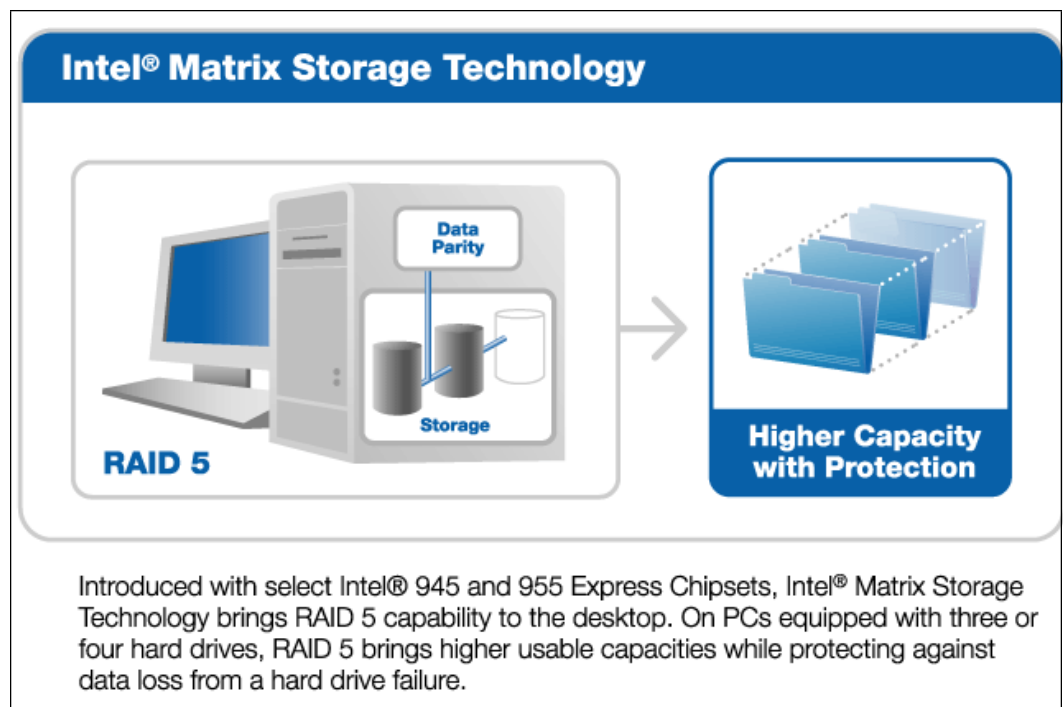 Intel® Matrix Storage Technology
Data
Parity
Storage
RAID 5
Higher Capacity
with Protection
Introduced with select Intel® 945 and 955 Express Chipsets, Intel® Matrix Storage
Technology brings RAID 5 capability to the desktop. On PCs equipped with three or
four hard drives, RAID 5 brings higher usable capacities while protecting against
data loss from a hard drive failure.